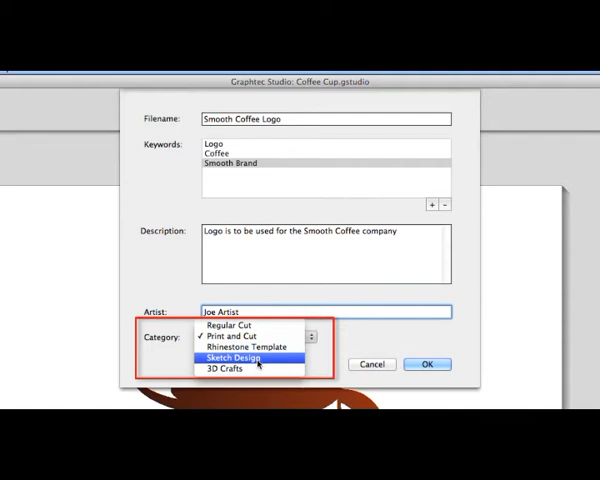 Graphtec Studio: Coffee Cup.gstudio
Filename: Smooth Coffee Logo
Keywords: Logo
Coffee
Smooth Brand
+ -
Description: Logo is to be used for the Smooth Coffee company
Artist: Joe Artist
Regular Cut
Category: ✓ Print and Cut
Rhinestone Template
Sketch Design
3D Crafts
Cancel OK